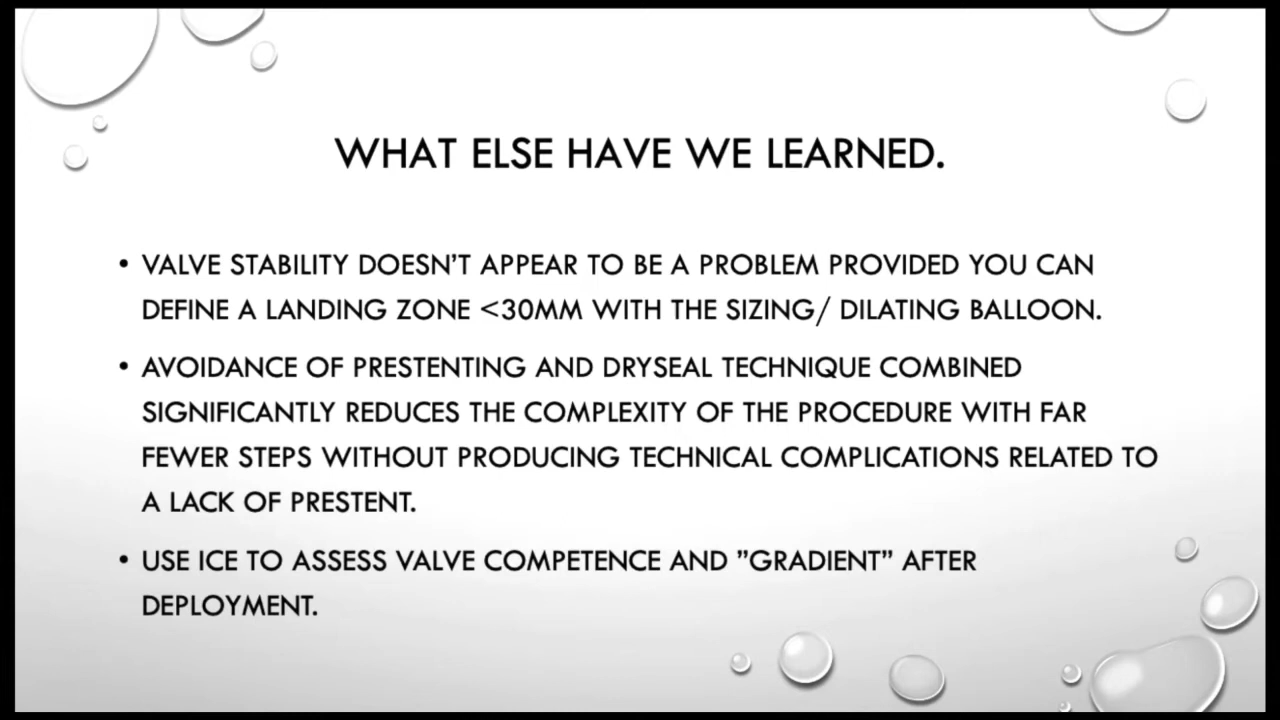 WHAT ELSE HAVE WE LEARNED.
• VALVE STABILITY DOESN'T APPEAR TO BE A PROBLEM PROVIDED YOU CAN
DEFINE A LANDING ZONE <30MM WITH THE SIZING/ DILATING BALLOON.
• AVOIDANCE OF PRESTENTING AND DRYSEAL TECHNIQUE COMBINED
SIGNIFICANTLY REDUCES THE COMPLEXITY OF THE PROCEDURE WITH FAR
FEWER STEPS WITHOUT PRODUCING TECHNICAL COMPLICATIONS RELATED TO
A LACK OF PRESTENT.
• USE ICE TO ASSESS VALVE COMPETENCE AND ”GRADIENT” AFTER
DEPLOYMENT.